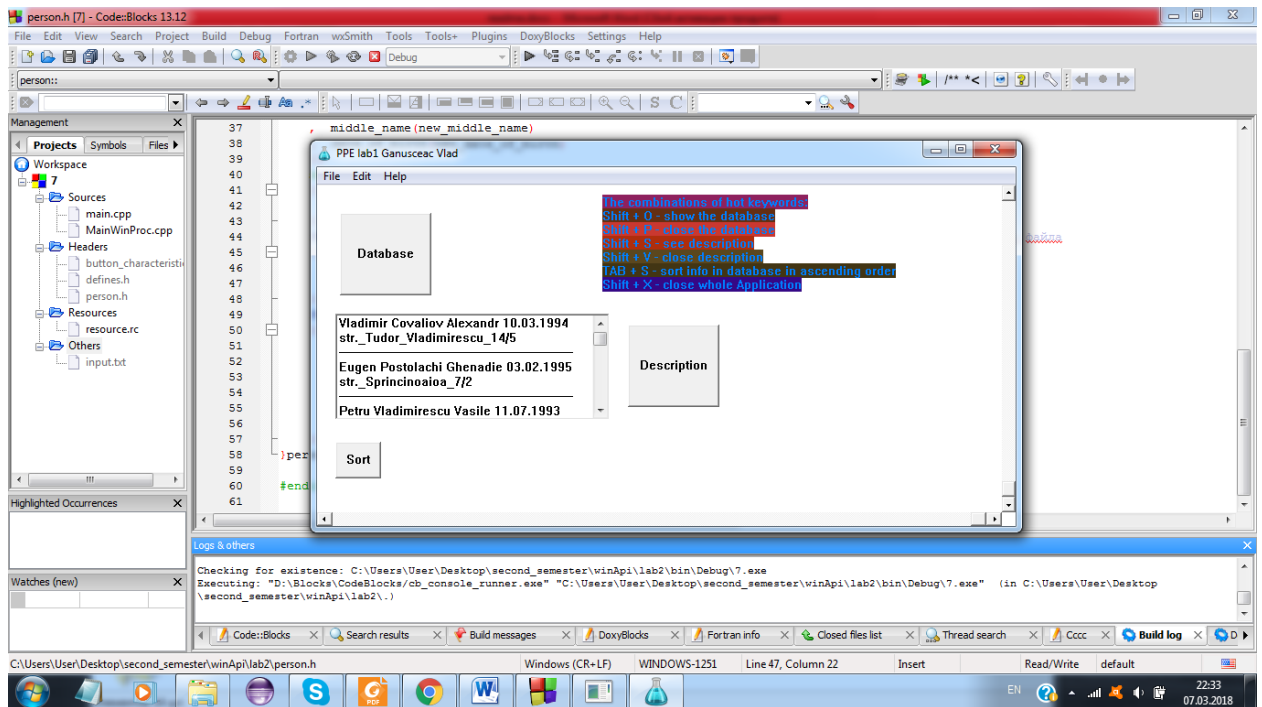 person.h [7] - Code::Blocks 13.12
File Edit View Search Project Build Debug Fortran wxSmith Tools Tools+ Plugins DoxyBlocks Settings Help
Debug
person::
/** *<
S C
Management
Projects Symbols Files
Workspace
7
Sources
main.cpp
MainWinProc.cpp
Headers
button_characteristi
defines.h
person.h
Resources
resource.rc
Others
input.txt
Highlighted Occurrences
Watches (new)
37 , middle_name(new_middle_name)
38
39
40
41
42
43
44 файла
45
46
47
48
49
50
51
52
53
54
55
56
57
58 }per
59
60 #end
61
PPE lab1 Ganusceac Vlad
File Edit Help
Database
The combinations of hot keywords:
Shift + O - show the database
Shift + P - close the database
Shift + S - see description
Shift + V - close description
TAB + S - sort info in database in ascending order
Shift + X - close whole Application
Vladimir Covaliov Alexandr 10.03.1994
str._Tudor_Vladimirescu_14/5
Eugen Postolachi Ghenadie 03.02.1995
str._Sprincinoaioa_7/2
Petru Vladimirescu Vasile 11.07.1993
Description
Sort
Logs & others
Checking for existence: C:\Users\User\Desktop\second_semester\winApi\lab2\bin\Debug\7.exe
Executing: "D:\Blocks\CodeBlocks/cb_console_runner.exe" "C:\Users\User\Desktop\second_semester\winApi\lab2\bin\Debug\7.exe" (in C:\Users\User\Desktop
\second_semester\winApi\lab2\.)
Code::Blocks Search results Build messages DoxyBlocks Fortran info Closed files list Thread search Cccc Build log D
C:\Users\User\Desktop\second_semester\winApi\lab2\person.h Windows (CR+LF) WINDOWS-1251 Line 47, Column 22 Insert Read/Write default
EN
22:33
07.03.2018